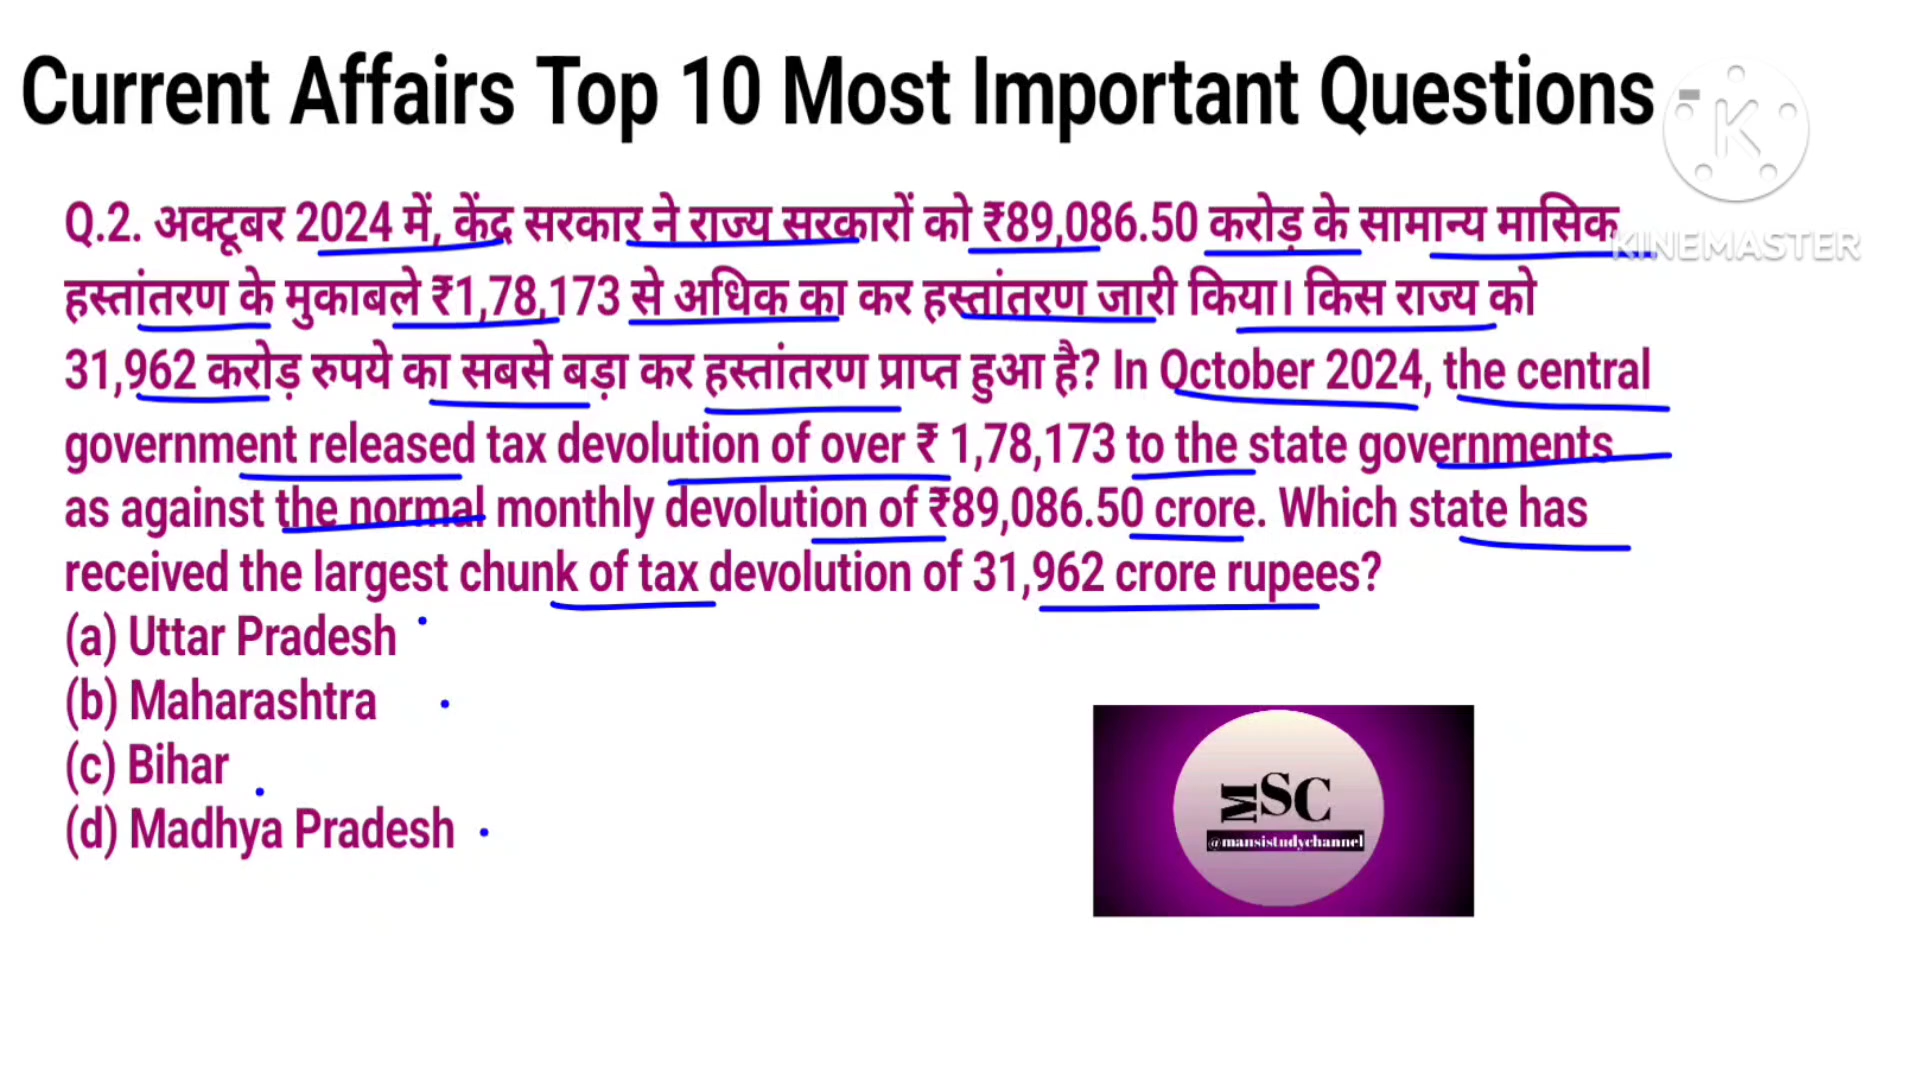 Current Affairs Top 10 Most Important Questions -
Q.2. अक्टूबर 2024 में, केंद्र सरकार ने राज्य सरकारों को ₹89,086.50 करोड़ के सामान्य मासिक
हस्तांतरण के मुकाबले ₹1,78,173 से अधिक का कर हस्तांतरण जारी किया। किस राज्य को
31,962 करोड़ रुपये का सबसे बड़ा कर हस्तांतरण प्राप्त हुआ है? In October 2024, the central
government released tax devolution of over ₹ 1,78,173 to the state governments
as against the normal monthly devolution of ₹89,086.50 crore. Which state has
received the largest chunk of tax devolution of 31,962 crore rupees?
(a) Uttar Pradesh
(b) Maharashtra
(c) Bihar
(d) Madhya Pradesh
K
KINEMASTER
MSC
@mansistudychannel